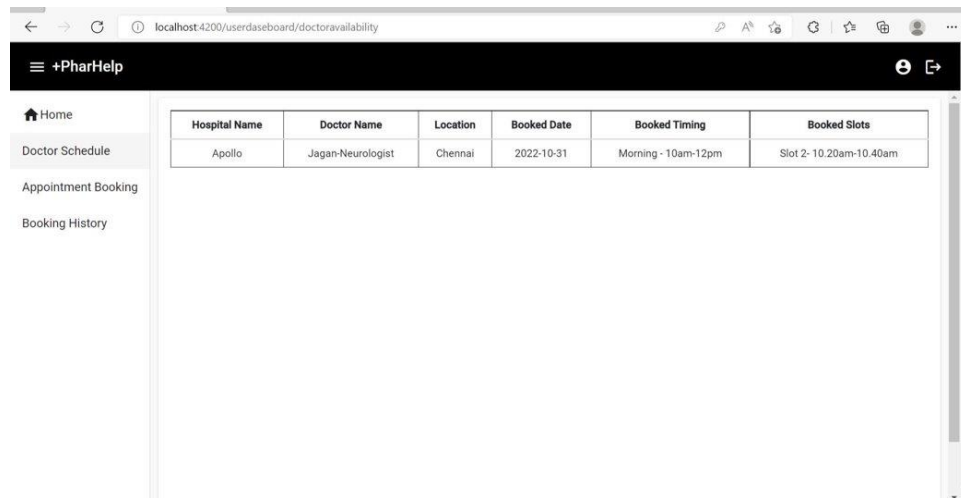 localhost:4200/userdaseboard/doctoravailability
+PharHelp
Home
Doctor Schedule
Appointment Booking
Booking History
Hospital Name Doctor Name Location Booked Date Booked Timing Booked Slots
Apollo Jagan-Neurologist Chennai 2022-10-31 Morning - 10am-12pm Slot 2- 10.20am-10.40am